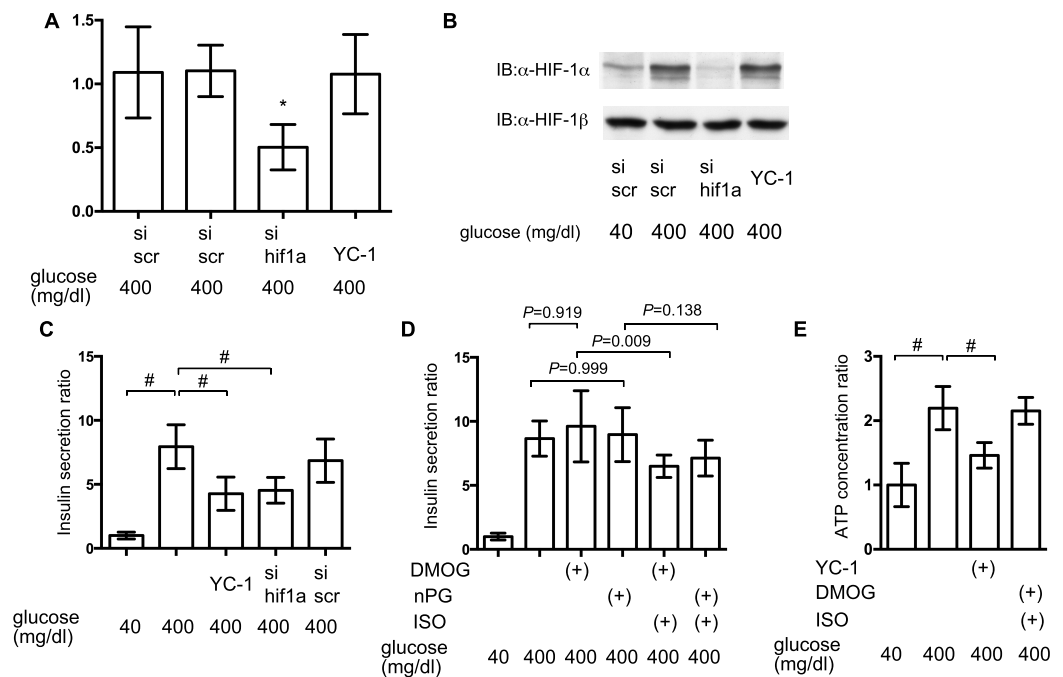 A
1.5
1.0
0.5
0.0
*
si scr
si scr
si hif1a
YC-1
glucose (mg/dl)
400 400 400 400
B
IB:α-HIF-1α
IB:α-HIF-1β
si scr
si scr
si hif1a
YC-1
glucose (mg/dl) 40 400 400 400
C
Insulin secretion ratio
15
10
5
0
#
# #
YC-1
si hif1a
si scr
glucose (mg/dl)
40 400 400 400 400
D
Insulin secretion ratio
15
10
5
0
P=0.919
P=0.138
P=0.009
P=0.999
DMOG (+) (+)
nPG (+) (+)
ISO (+) (+)
glucose (mg/dl)
40 400 400 400 400 400
E
ATP concentration ratio
3
2
1
0
# #
YC-1 (+)
DMOG (+)
ISO (+)
glucose (mg/dl)
40 400 400 400